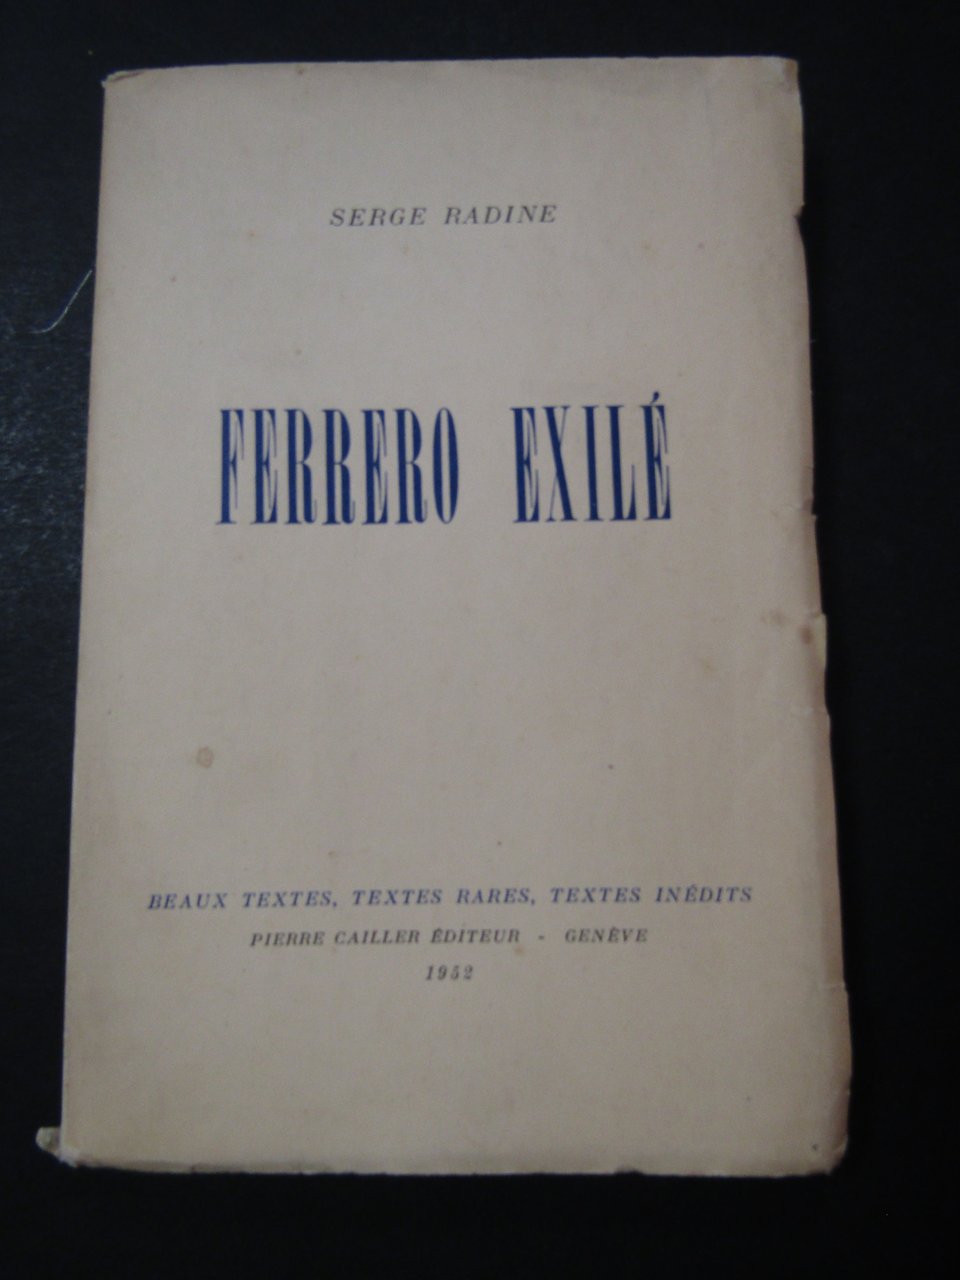 SERGE RADINE
FERRERO EXILÉ
BEAUX TEXTES, TEXTES RARES, TEXTES INÉDITS
PIERRE CAILLER ÉDITEUR - GENÈVE
1952